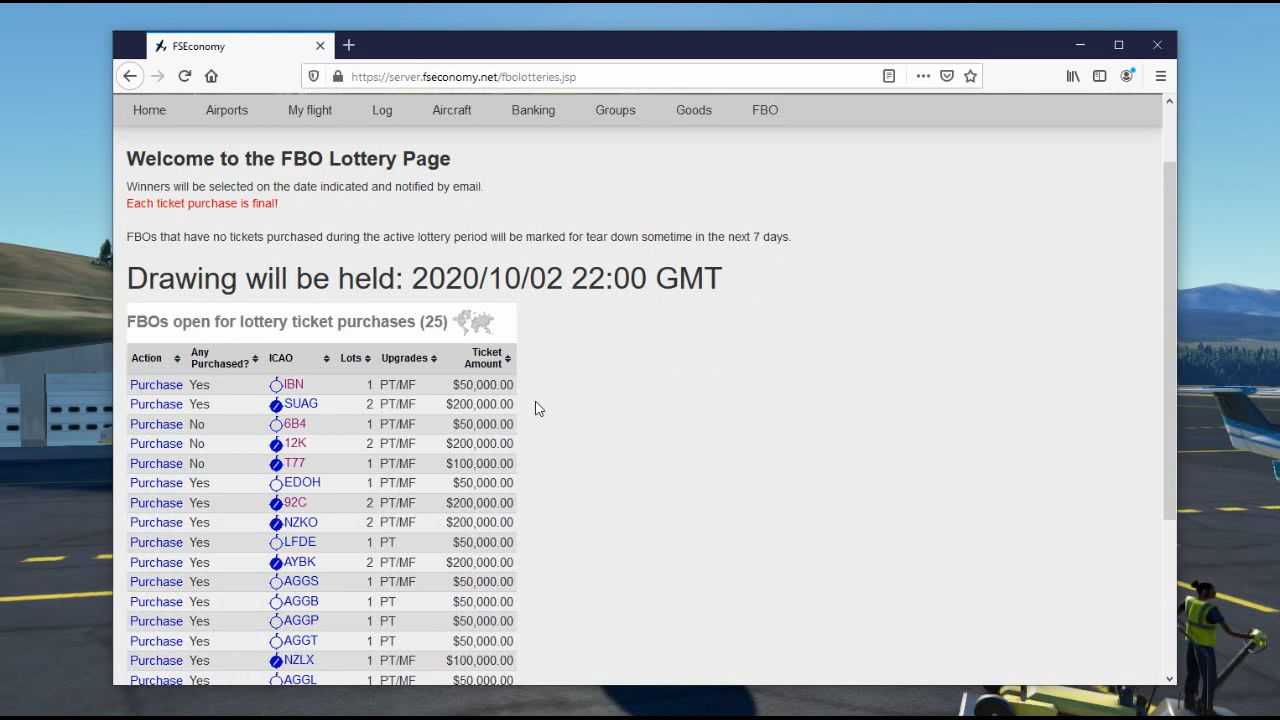 FSEconomy
https://server.fseconomy.net/fbolotteries.jsp
Home Airports My flight Log Aircraft Banking Groups Goods FBO
Welcome to the FBO Lottery Page
Winners will be selected on the date indicated and notified by email.
Each ticket purchase is final!
FBOs that have no tickets purchased during the active lottery period will be marked for tear down sometime in the next 7 days.
Drawing will be held: 2020/10/02 22:00 GMT
FBOs open for lottery ticket purchases (25)
Action Any Purchased? ICAO Lots Upgrades Ticket Amount
Purchase Yes IBN 1 PT/MF $50,000.00
Purchase Yes SUAG 2 PT/MF $200,000.00
Purchase No 6B4 1 PT/MF $50,000.00
Purchase No 12K 2 PT/MF $200,000.00
Purchase No T77 1 PT/MF $100,000.00
Purchase Yes EDOH 1 PT/MF $50,000.00
Purchase Yes 92C 2 PT/MF $200,000.00
Purchase Yes NZKO 2 PT/MF $200,000.00
Purchase Yes LFDE 1 PT $50,000.00
Purchase Yes AYBK 2 PT/MF $200,000.00
Purchase Yes AGGS 1 PT/MF $50,000.00
Purchase Yes AGGB 1 PT $50,000.00
Purchase Yes AGGP 1 PT $50,000.00
Purchase Yes AGGT 1 PT $50,000.00
Purchase Yes NZLX 1 PT/MF $100,000.00
Purchase Yes AGGL 1 PT/MF $50,000.00